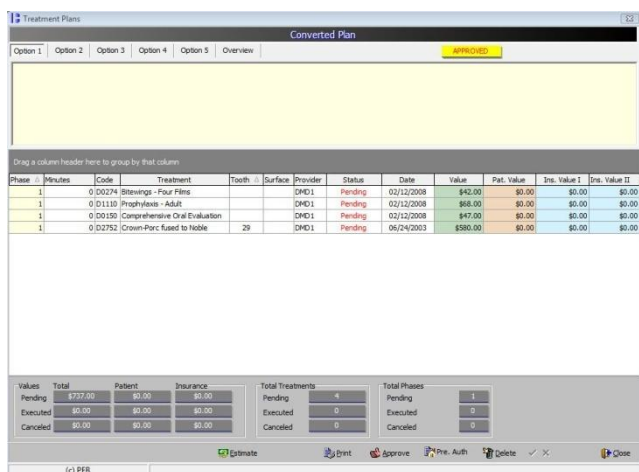 Treatment Plans
Converted Plan
Option 1 Option 2 Option 3 Option 4 Option 5 Overview APPROVED
Drag a column header here to group by that column
Phase Minutes Code Treatment Tooth Surface Provider Status Date Value Pat. Value Ins. Value I Ins. Value II
1 0 D0274 Bitewings - Four Films DMD1 Pending 02/12/2008 $42.00 $0.00 $0.00 $0.00
1 0 D1110 Prophylaxis - Adult DMD1 Pending 02/12/2008 $68.00 $0.00 $0.00 $0.00
1 0 D0150 Comprehensive Oral Evaluation DMD1 Pending 02/12/2008 $47.00 $0.00 $0.00 $0.00
1 0 D2752 Crown-Porc fused to Noble 29 DMD1 Pending 06/24/2003 $580.00 $0.00 $0.00 $0.00
Values Total Patient Insurance Total Treatments Total Phases
Pending $737.00 $0.00 $0.00 Pending 4 Pending 1
Executed $0.00 $0.00 $0.00 Executed 0 Executed 0
Canceled $0.00 $0.00 $0.00 Canceled 0 Canceled 0
Estimate Print Approve Pre. Auth Delete Close
(c) PEB